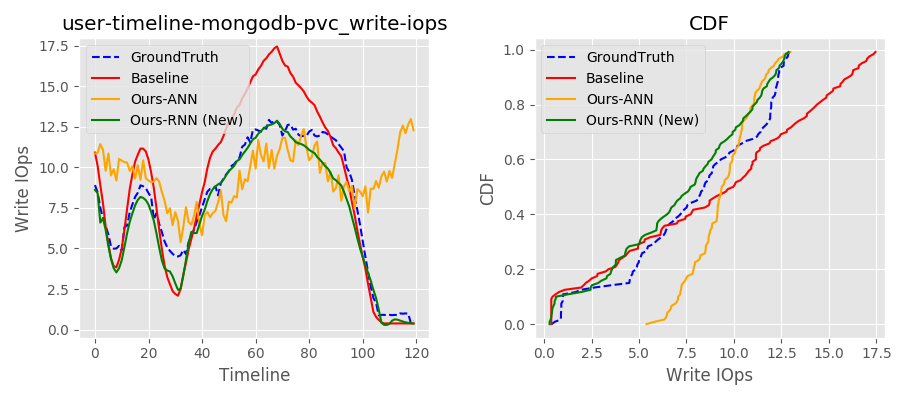 user-timeline-mongodb-pvc_write-iops
GroundTruth
Baseline
Ours-ANN
Ours-RNN (New)
17.5
15.0
12.5
10.0
7.5
5.0
2.5
0.0
Write IOps
0 20 40 60 80 100 120
Timeline
CDF
GroundTruth
Baseline
Ours-ANN
Ours-RNN (New)
1.0
0.8
0.6
0.4
0.2
0.0
CDF
0.0 2.5 5.0 7.5 10.0 12.5 15.0 17.5
Write IOps